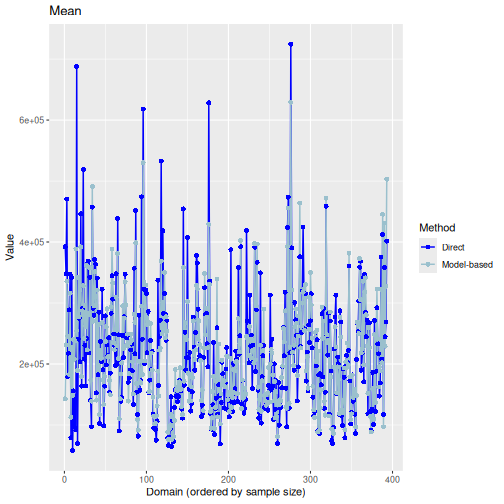 Mean
Value
6e+05
4e+05
2e+05
0
100
200
300
400
Domain (ordered by sample size)
Method
Direct
Model-based